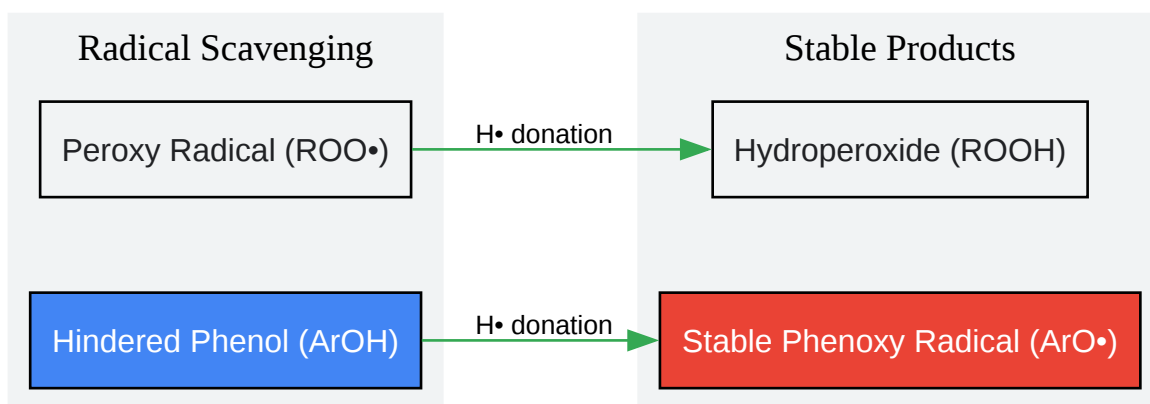 Radical Scavenging
Stable Products
Peroxy Radical (ROO•)
H• donation
Hydroperoxide (ROOH)
Hindered Phenol (ArOH)
H• donation
Stable Phenoxy Radical (ArO•)